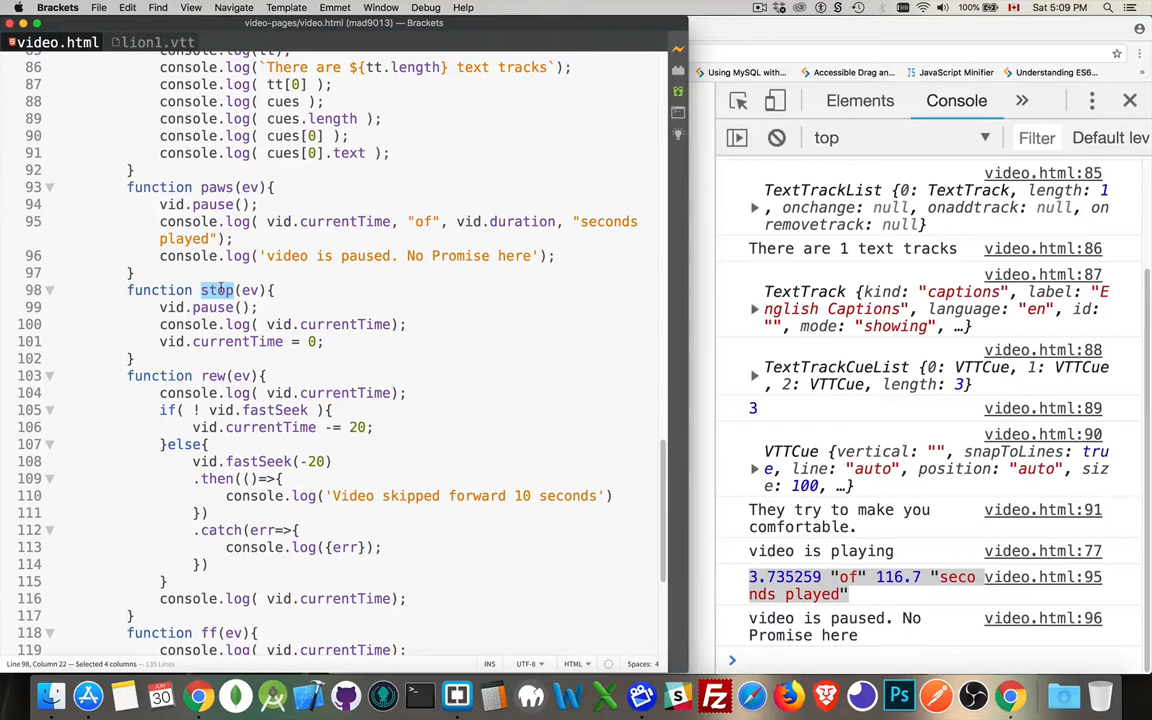 Brackets File Edit Find View Navigate Template Emmet Window Debug Help 100% Sat 5:09 PM
video-pages/video.html (mad9013) — Brackets
video.html lion1.vtt
86 console.log(`There are ${tt.length} text tracks`);
87 console.log( tt[0] );
88 console.log( cues );
89 console.log( cues.length );
90 console.log( cues[0] );
91 console.log( cues[0].text );
92 }
93 function paws(ev){
94 vid.pause();
95 console.log( vid.currentTime, "of", vid.duration, "seconds
played");
96 console.log('video is paused. No Promise here');
97 }
98 function stop(ev){
99 vid.pause();
100 console.log( vid.currentTime);
101 vid.currentTime = 0;
102 }
103 function rew(ev){
104 console.log( vid.currentTime);
105 if( ! vid.fastSeek ){
106 vid.currentTime -= 20;
107 }else{
108 vid.fastSeek(-20)
109 .then(()=>{
110 console.log('Video skipped forward 10 seconds')
111 })
112 .catch(err=>{
113 console.log({err});
114 })
115 }
116 console.log( vid.currentTime);
117 }
118 function ff(ev){
119 console.log( vid.currentTime);
Line 98, Column 22 — Selected 4 columns — 135 Lines
INS UTF-8 HTML Spaces: 4
Using MySQL with... Accessible Drag an... JavaScript Minifier Understanding ES6...
Elements Console »
top Filter Default lev
video.html:85
TextTrackList {0: TextTrack, length: 1
, onchange: null, onaddtrack: null, on
removetrack: null}
There are 1 text tracks video.html:86
video.html:87
TextTrack {kind: "captions", label: "E
nglish Captions", language: "en", id:
"", mode: "showing", …}
video.html:88
TextTrackCueList {0: VTTCue, 1: VTTCue
, 2: VTTCue, length: 3}
3 video.html:89
video.html:90
VTTCue {vertical: "", snapToLines: tru
e, line: "auto", position: "auto", siz
e: 100, …}
They try to make you video.html:91
comfortable.
video is playing video.html:77
3.735259 "of" 116.7 "seco video.html:95
nds played"
video is paused. No video.html:96
Promise here